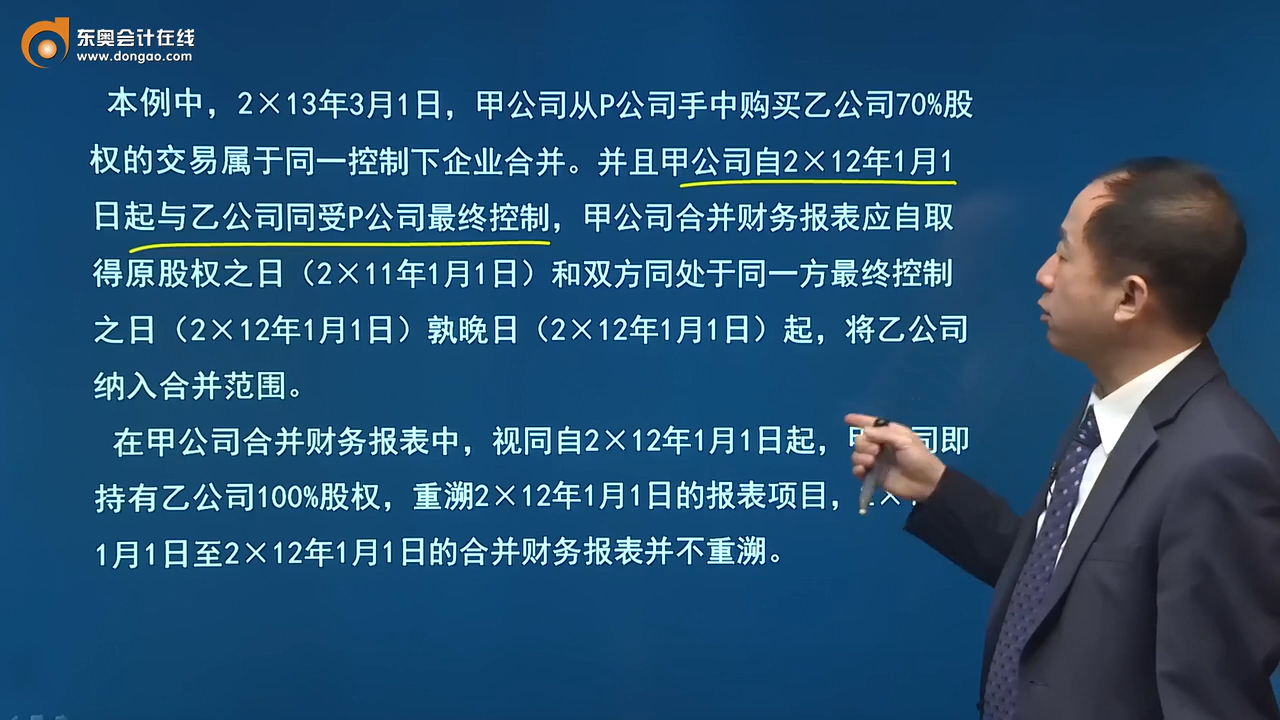 东奥会计在线
www.dongao.com
本例中，2×13年3月1日，甲公司从P公司手中购买乙公司70%股
权的交易属于同一控制下企业合并。并且甲公司自2×12年1月1
日起与乙公司同受P公司最终控制，甲公司合并财务报表应自取
得原股权之日（2×11年1月1日）和双方同处于同一方最终控制
之日（2×12年1月1日）孰晚日（2×12年1月1日）起，将乙公司
纳入合并范围。
在甲公司合并财务报表中，视同自2×12年1月1日起，甲 司即
持有乙公司100%股权，重溯2×12年1月1日的报表项目，2×1
1月1日至2×12年1月1日的合并财务报表并不重溯。